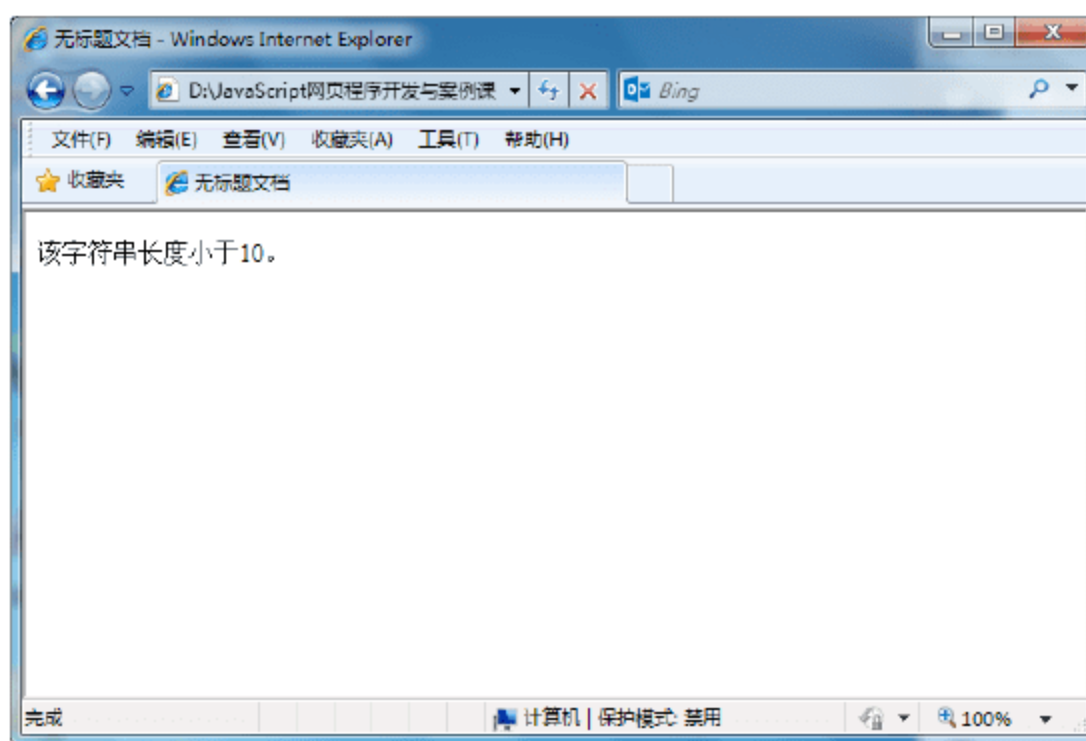 无标题文档 - Windows Internet Explorer
D:\JavaScript网页程序开发与案例课
Bing
文件(F) 编辑(E) 查看(V) 收藏夹(A) 工具(T) 帮助(H)
收藏夹 无标题文档
该字符串长度小于10。
完成 计算机 | 保护模式: 禁用 100%